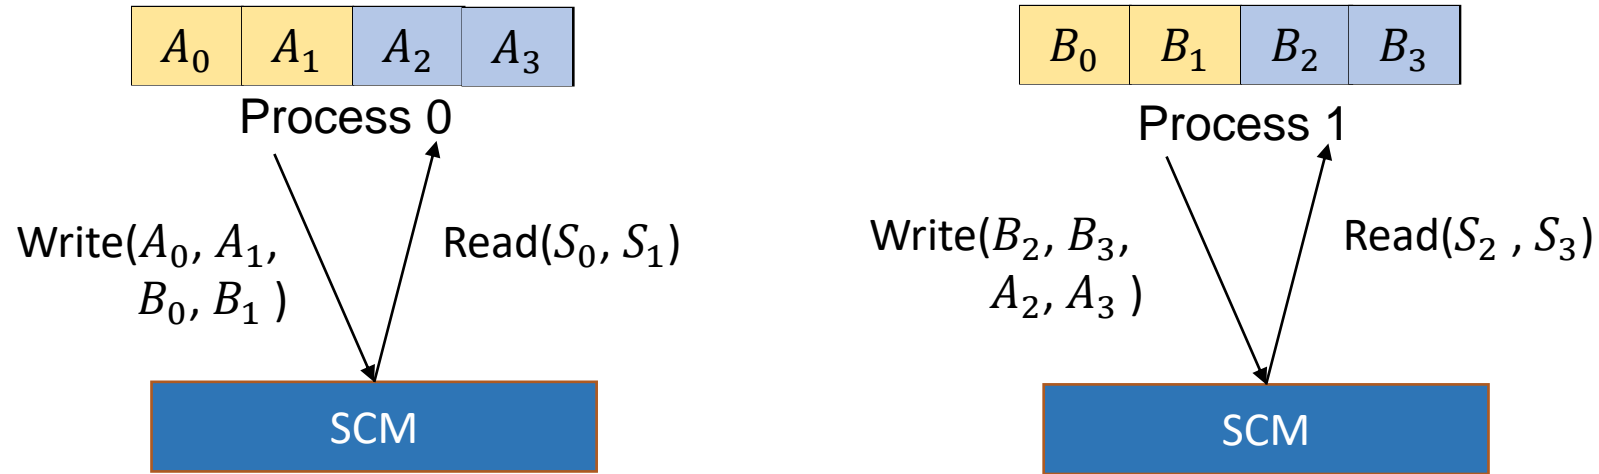 A₀ A₁ A₂ A₃
Process 0
Write(A₀, A₁,
B₀, B₁ )
Read(S₀, S₁)
SCM
B₀ B₁ B₂ B₃
Process 1
Write(B₂, B₃,
A₂, A₃ )
Read(S₂ , S₃)
SCM